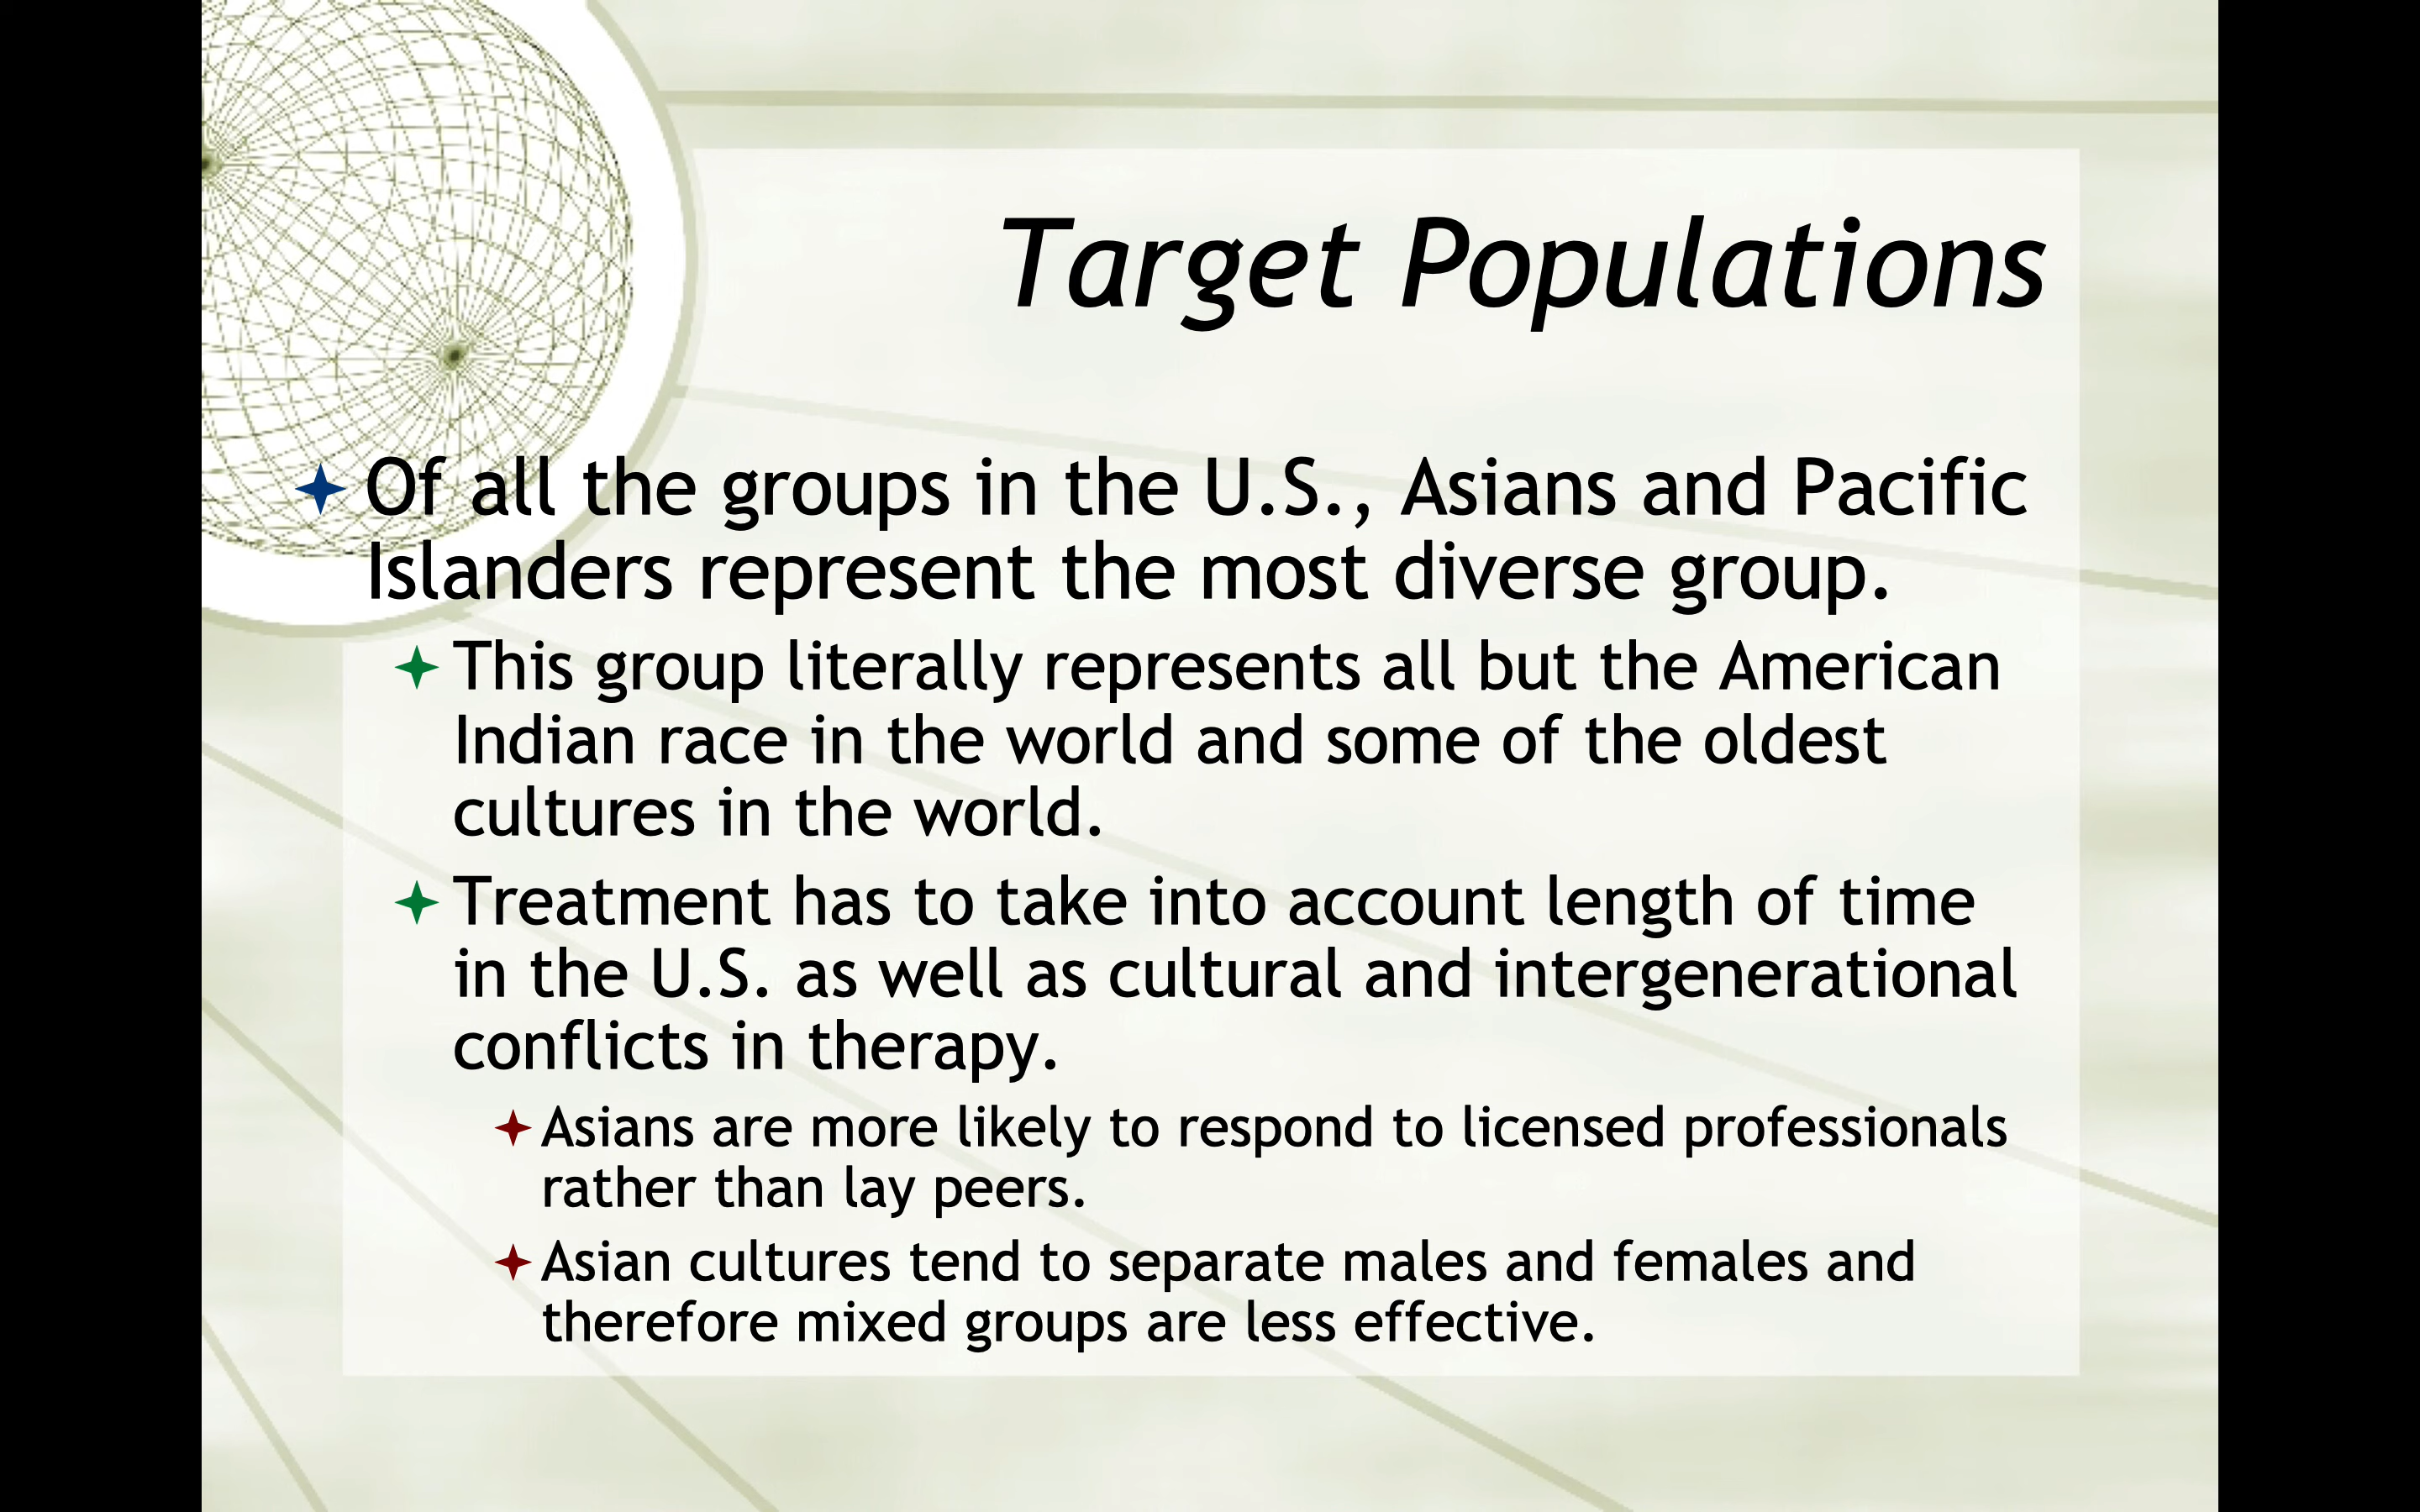 Target Populations
Of all the groups in the U.S., Asians and Pacific
Islanders represent the most diverse group.
This group literally represents all but the American
Indian race in the world and some of the oldest
cultures in the world.
Treatment has to take into account length of time
in the U.S. as well as cultural and intergenerational
conflicts in therapy.
Asians are more likely to respond to licensed professionals
rather than lay peers.
Asian cultures tend to separate males and females and
therefore mixed groups are less effective.